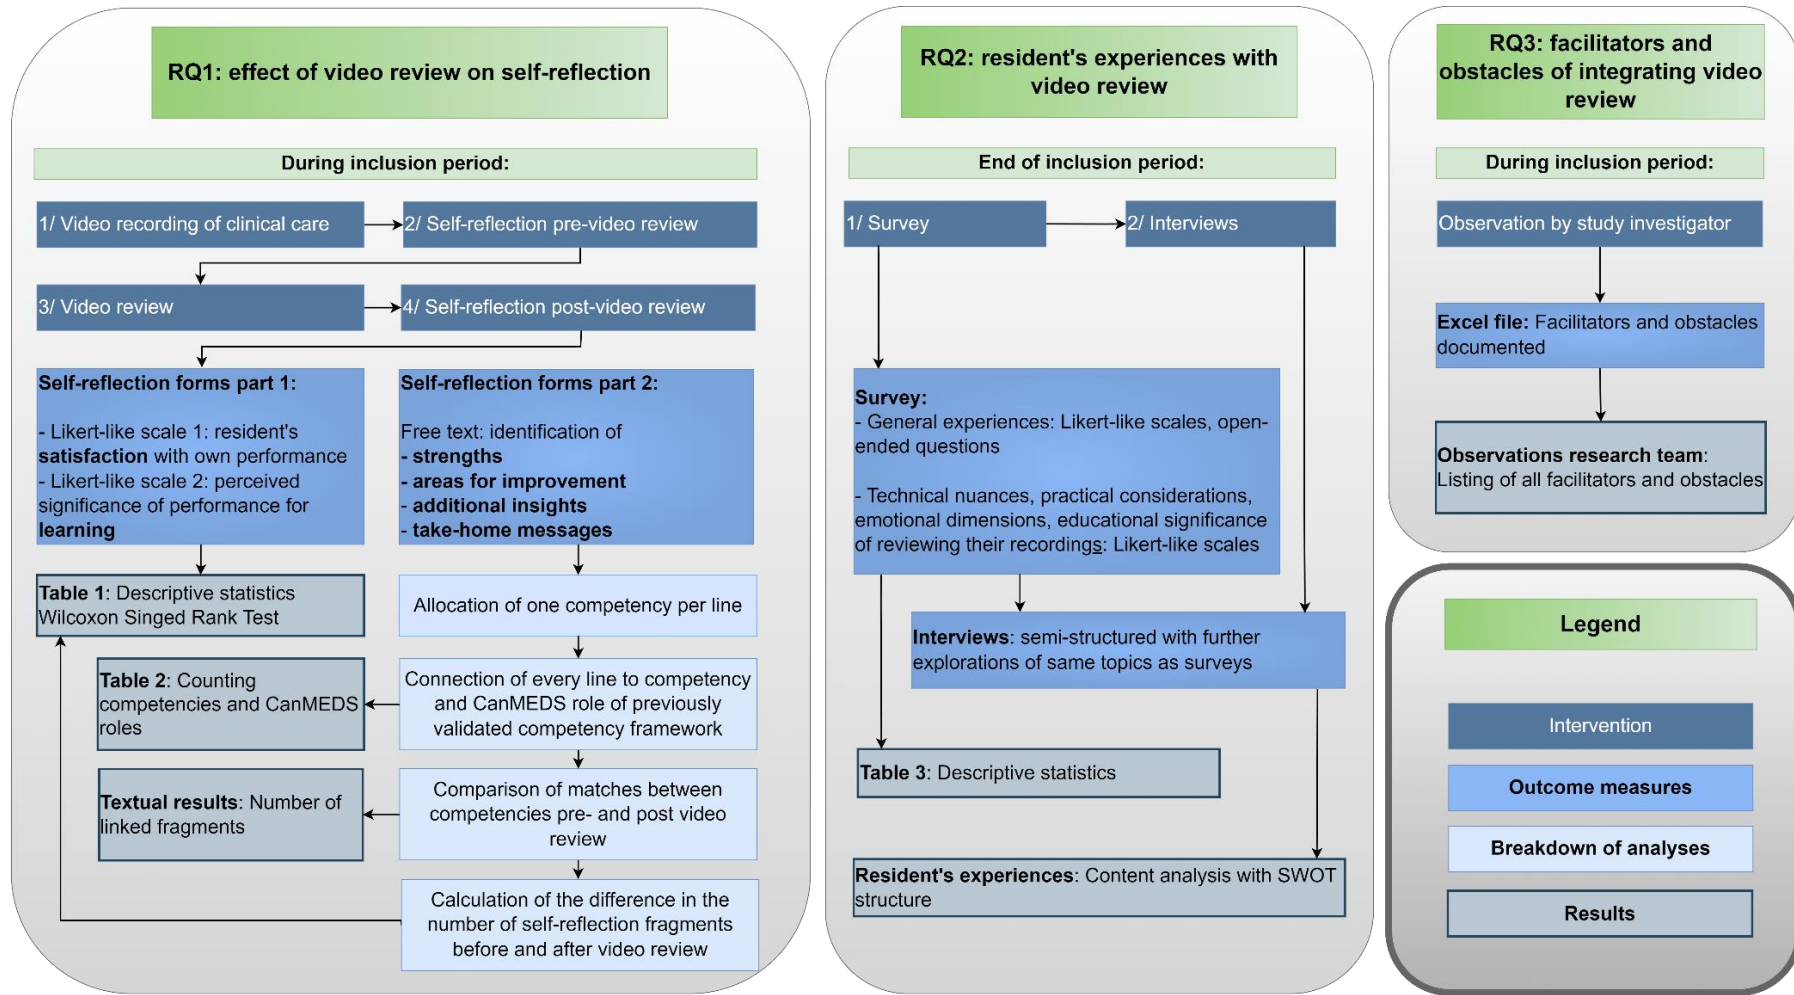 RQ1: effect of video review on self-reflection
During inclusion period:
1/ Video recording of clinical care
2/ Self-reflection pre-video review
3/ Video review
4/ Self-reflection post-video review
Self-reflection forms part 1:
- Likert-like scale 1: resident's
satisfaction with own performance
- Likert-like scale 2: perceived
significance of performance for
learning
Self-reflection forms part 2:
Free text: identification of
- strengths
- areas for improvement
- additional insights
- take-home messages
Table 1: Descriptive statistics
Wilcoxon Singed Rank Test
Allocation of one competency per line
Table 2: Counting
competencies and CanMEDS
roles
Connection of every line to competency
and CanMEDS role of previously
validated competency framework
Textual results: Number of
linked fragments
Comparison of matches between
competencies pre- and post video
review
Calculation of the difference in the
number of self-reflection fragments
before and after video review
RQ2: resident's experiences with
video review
End of inclusion period:
1/ Survey
2/ Interviews
Survey:
- General experiences: Likert-like scales, open-
ended questions
- Technical nuances, practical considerations,
emotional dimensions, educational significance
of reviewing their recordings: Likert-like scales
Interviews: semi-structured with further
explorations of same topics as surveys
Table 3: Descriptive statistics
Resident's experiences: Content analysis with SWOT
structure
RQ3: facilitators and
obstacles of integrating video
review
During inclusion period:
Observation by study investigator
Excel file: Facilitators and obstacles
documented
Observations research team:
Listing of all facilitators and obstacles
Legend
Intervention
Outcome measures
Breakdown of analyses
Results